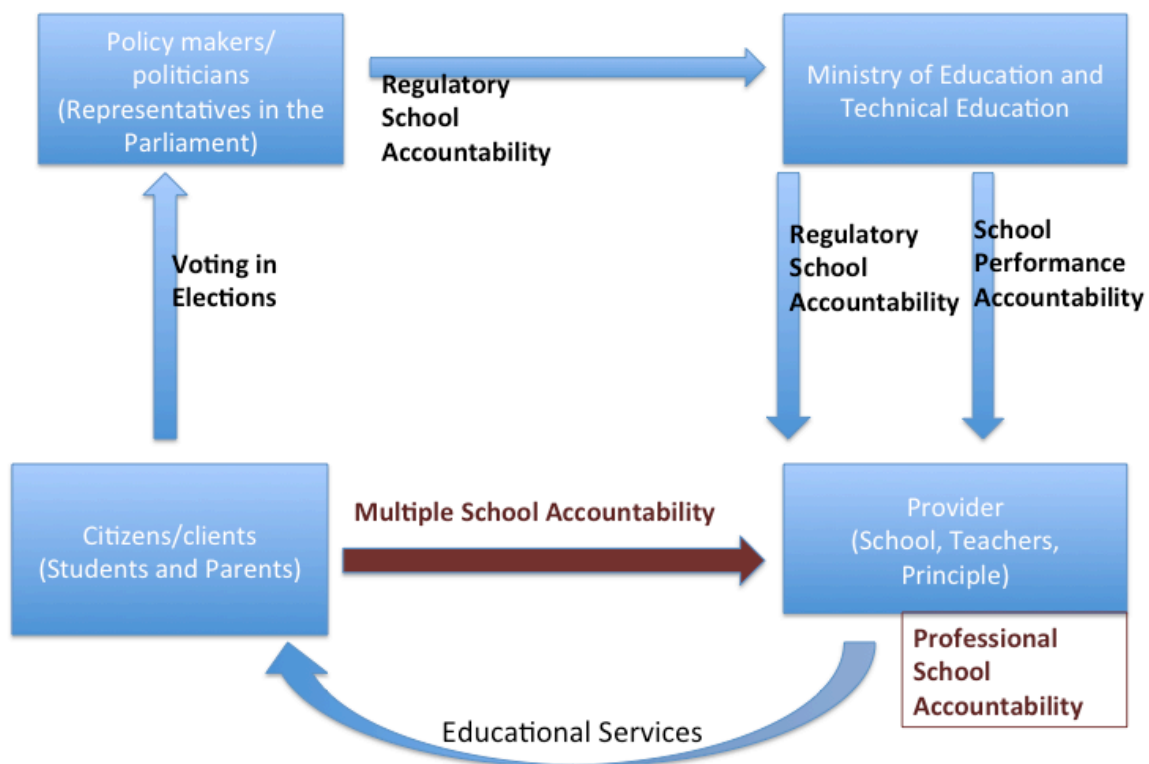 Policy makers/
politicians
(Representatives in the
Parliament)
Regulatory
School
Accountability
Ministry of Education and
Technical Education
Voting in
Elections
Regulatory
School
Accountability
School
Performance
Accountability
Citizens/clients
(Students and Parents)
Multiple School Accountability
Provider
(School, Teachers,
Principle)
Professional
School
Accountability
Educational Services